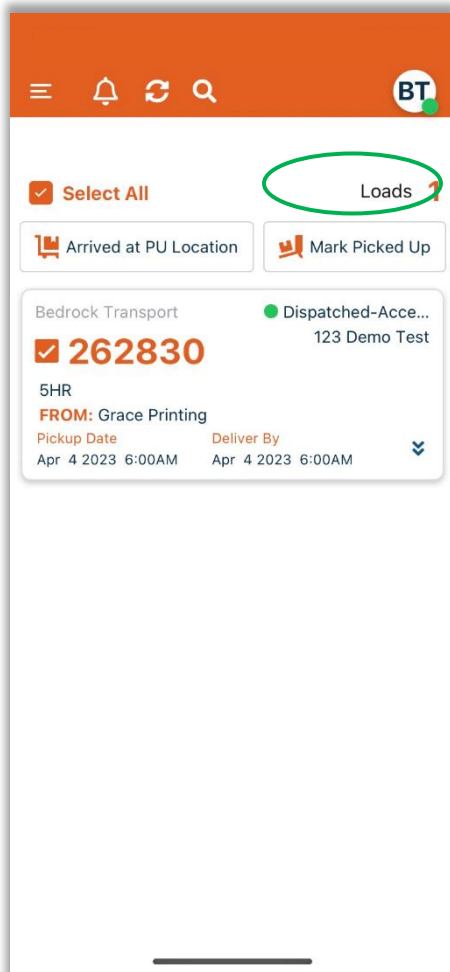 BT
Select All
Loads 1
Arrived at PU Location
Mark Picked Up
Bedrock Transport
Dispatched-Acce...
262830
123 Demo Test
5HR
FROM: Grace Printing
Pickup Date
Deliver By
Apr 4 2023 6:00AM
Apr 4 2023 6:00AM